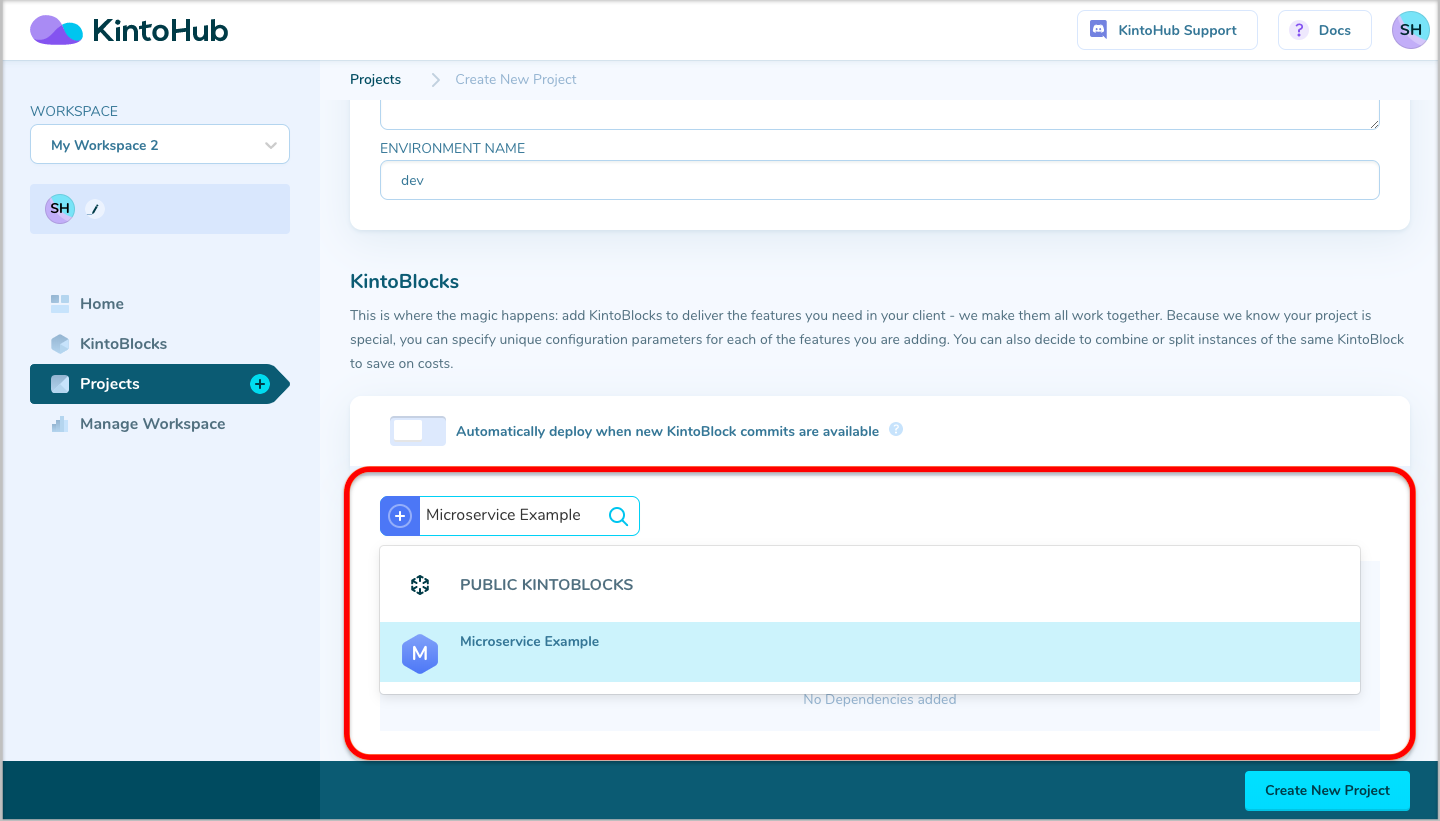 KintoHub
KintoHub Support
? Docs
SH
WORKSPACE
My Workspace 2
SH
Home
KintoBlocks
Projects
Manage Workspace
Projects
Create New Project
ENVIRONMENT NAME
dev
KintoBlocks
This is where the magic happens: add KintoBlocks to deliver the features you need in your client - we make them all work together. Because we know your project is
special, you can specify unique configuration parameters for each of the features you are adding. You can also decide to combine or split instances of the same KintoBlock
to save on costs.
Automatically deploy when new KintoBlock commits are available ?
Microservice Example
PUBLIC KINTOBLOCKS
M Microservice Example
No Dependencies added
Create New Project